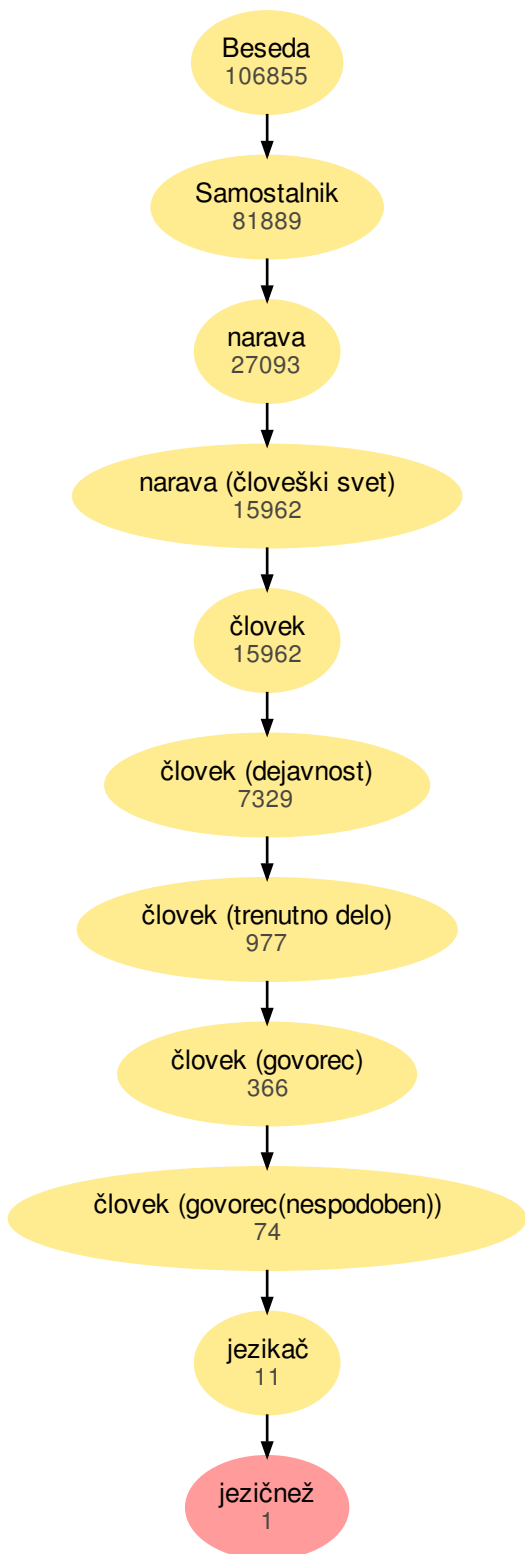 Beseda
106855
Samostalnik
81889
narava
27093
narava (človeški svet)
15962
človek
15962
človek (dejavnost)
7329
človek (trenutno delo)
977
človek (govorec)
366
človek (govorec(nespodoben))
74
jezikač
11
jezičnež
1